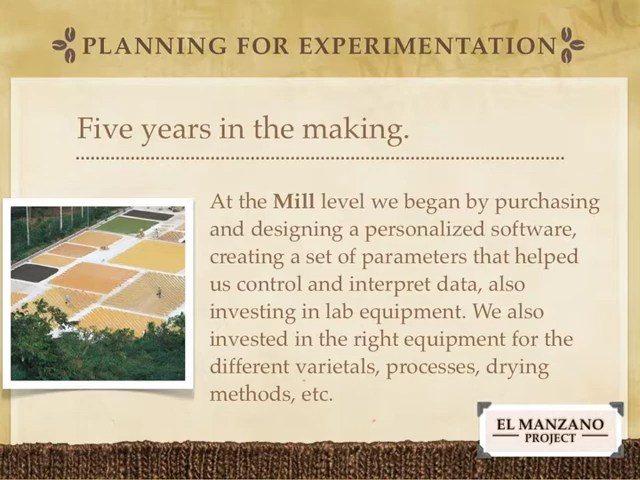 PLANNING FOR EXPERIMENTATION
Five years in the making.
At the Mill level we began by purchasing
and designing a personalized software,
creating a set of parameters that helped
us control and interpret data, also
investing in lab equipment. We also
invested in the right equipment for the
different varietals, processes, drying
methods, etc.
EL MANZANO
PROJECT